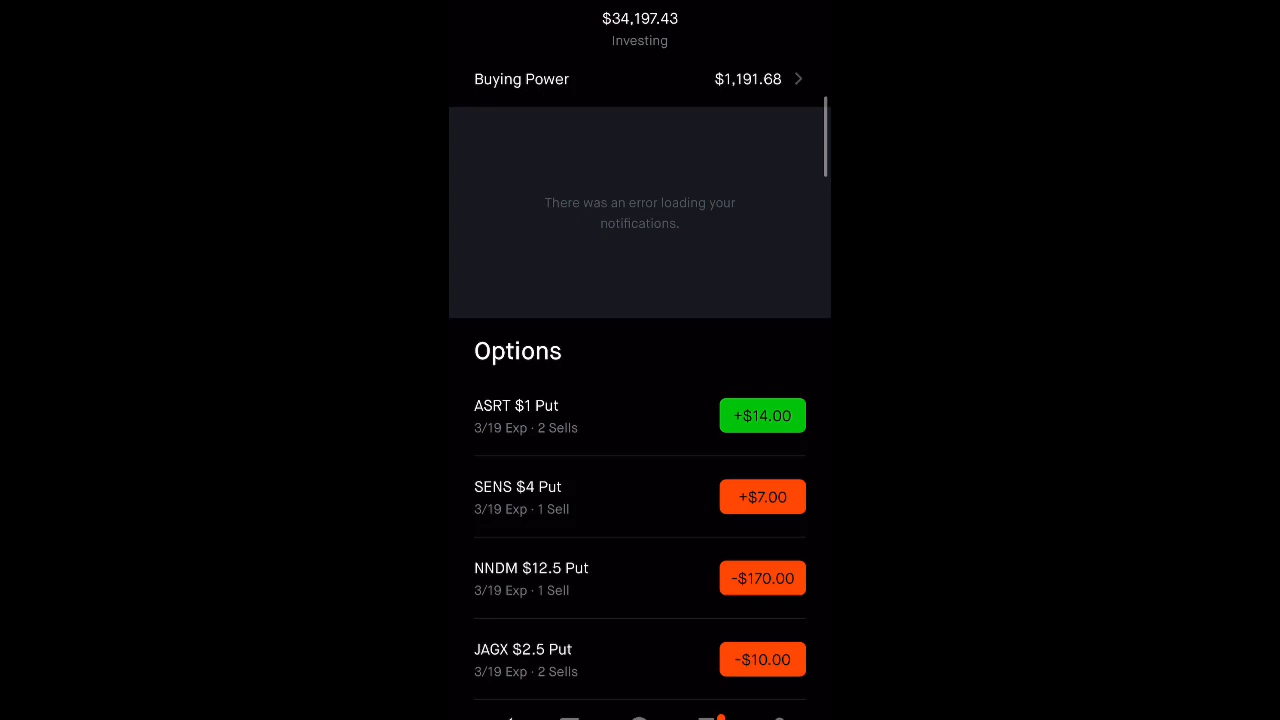 $34,197.43
Investing
Buying Power $1,191.68
There was an error loading your
notifications.
Options
ASRT $1 Put
3/19 Exp · 2 Sells
+$14.00
SENS $4 Put
3/19 Exp · 1 Sell
+$7.00
NNDM $12.5 Put
3/19 Exp · 1 Sell
-$170.00
JAGX $2.5 Put
3/19 Exp · 2 Sells
-$10.00